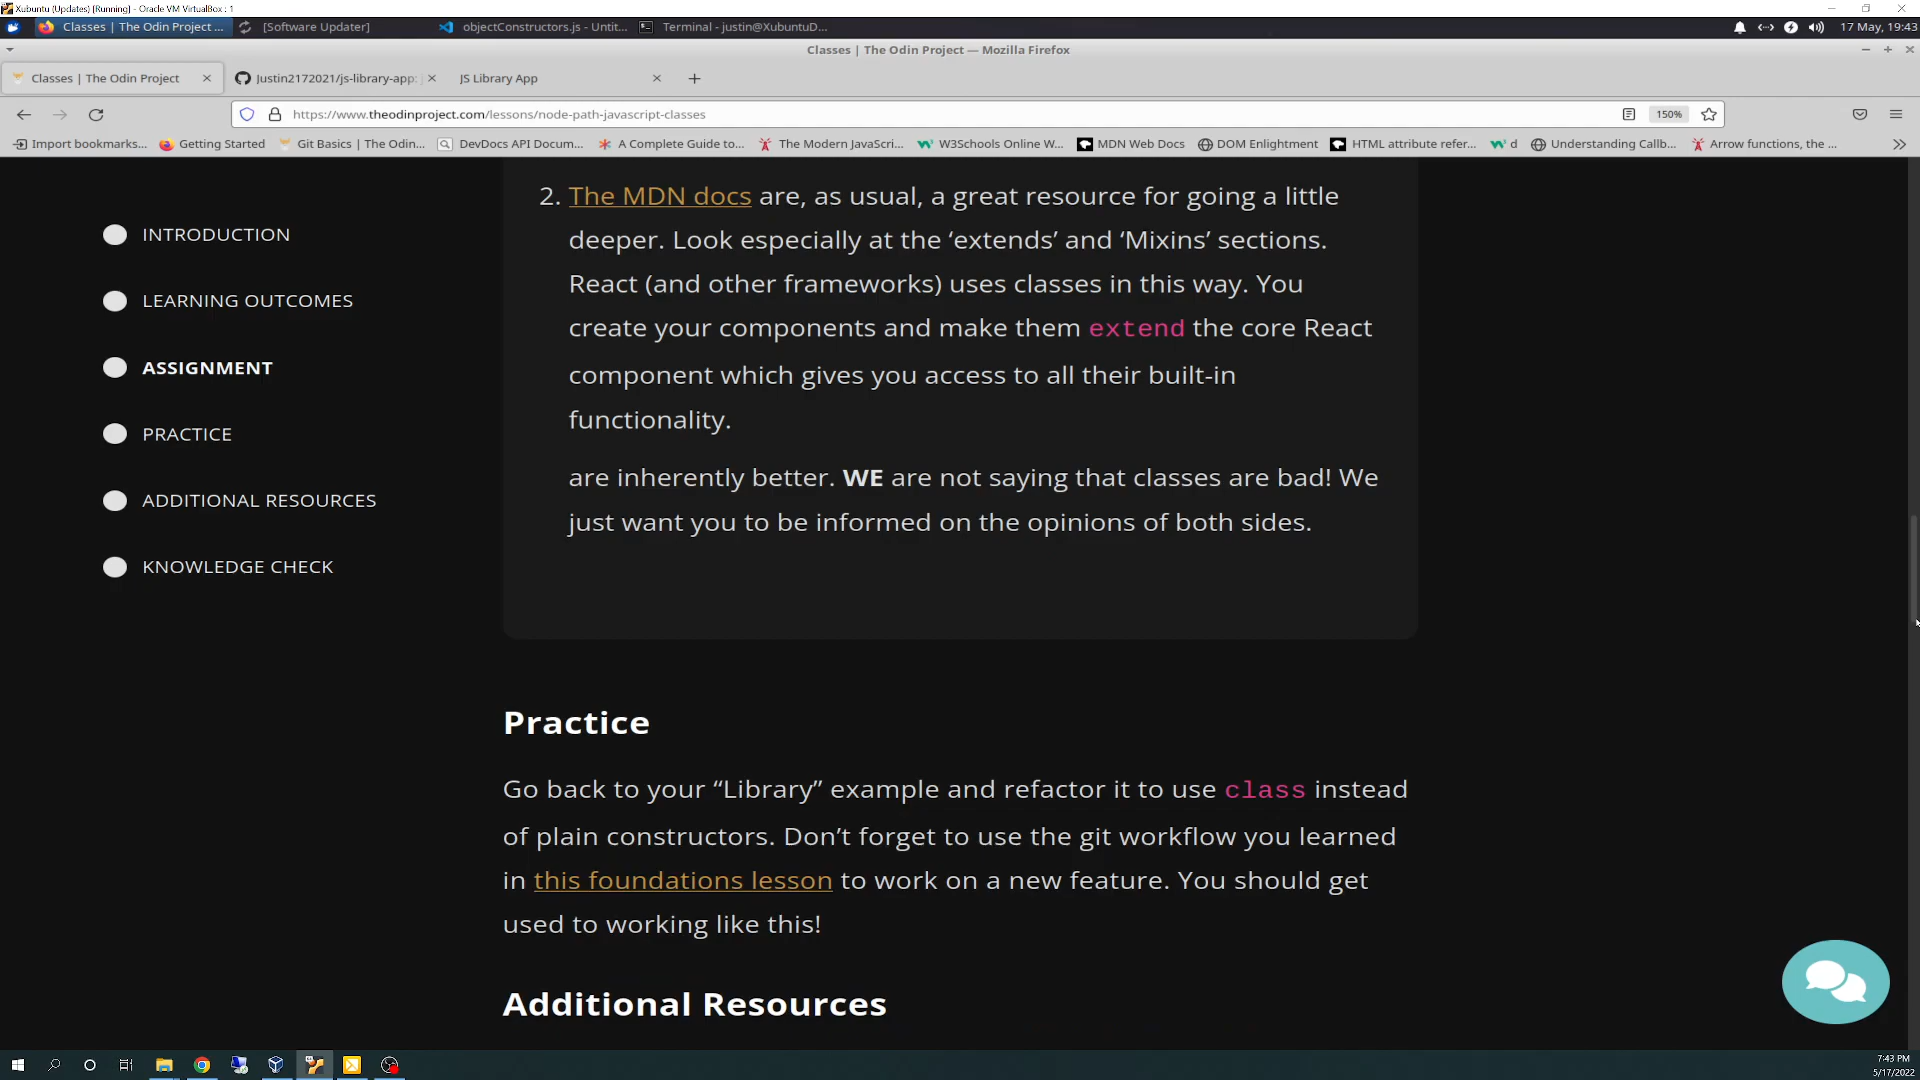 Xubuntu (Updates) [Running] - Oracle VM VirtualBox : 1
Classes | The Odin Project ...
[Software Updater]
objectConstructors.js - Untit...
Terminal - justin@XubuntuD...
17 May, 19:43
Classes | The Odin Project — Mozilla Firefox
Classes | The Odin Project
Justin2172021/js-library-app:
JS Library App
https://www.theodinproject.com/lessons/node-path-javascript-classes
150%
Import bookmarks...
Getting Started
Git Basics | The Odin...
DevDocs API Docum...
A Complete Guide to...
The Modern JavaScri...
W3Schools Online W...
MDN Web Docs
DOM Enlightment
HTML attribute refer...
d
Understanding Callb...
Arrow functions, the ...
INTRODUCTION
LEARNING OUTCOMES
ASSIGNMENT
PRACTICE
ADDITIONAL RESOURCES
KNOWLEDGE CHECK
2. The MDN docs are, as usual, a great resource for going a little
deeper. Look especially at the ‘extends’ and ‘Mixins’ sections.
React (and other frameworks) uses classes in this way. You
create your components and make them extend the core React
component which gives you access to all their built-in
functionality.
are inherently better. WE are not saying that classes are bad! We
just want you to be informed on the opinions of both sides.
Practice
Go back to your “Library” example and refactor it to use class instead
of plain constructors. Don’t forget to use the git workflow you learned
in this foundations lesson to work on a new feature. You should get
used to working like this!
Additional Resources
7:43 PM
5/17/2022